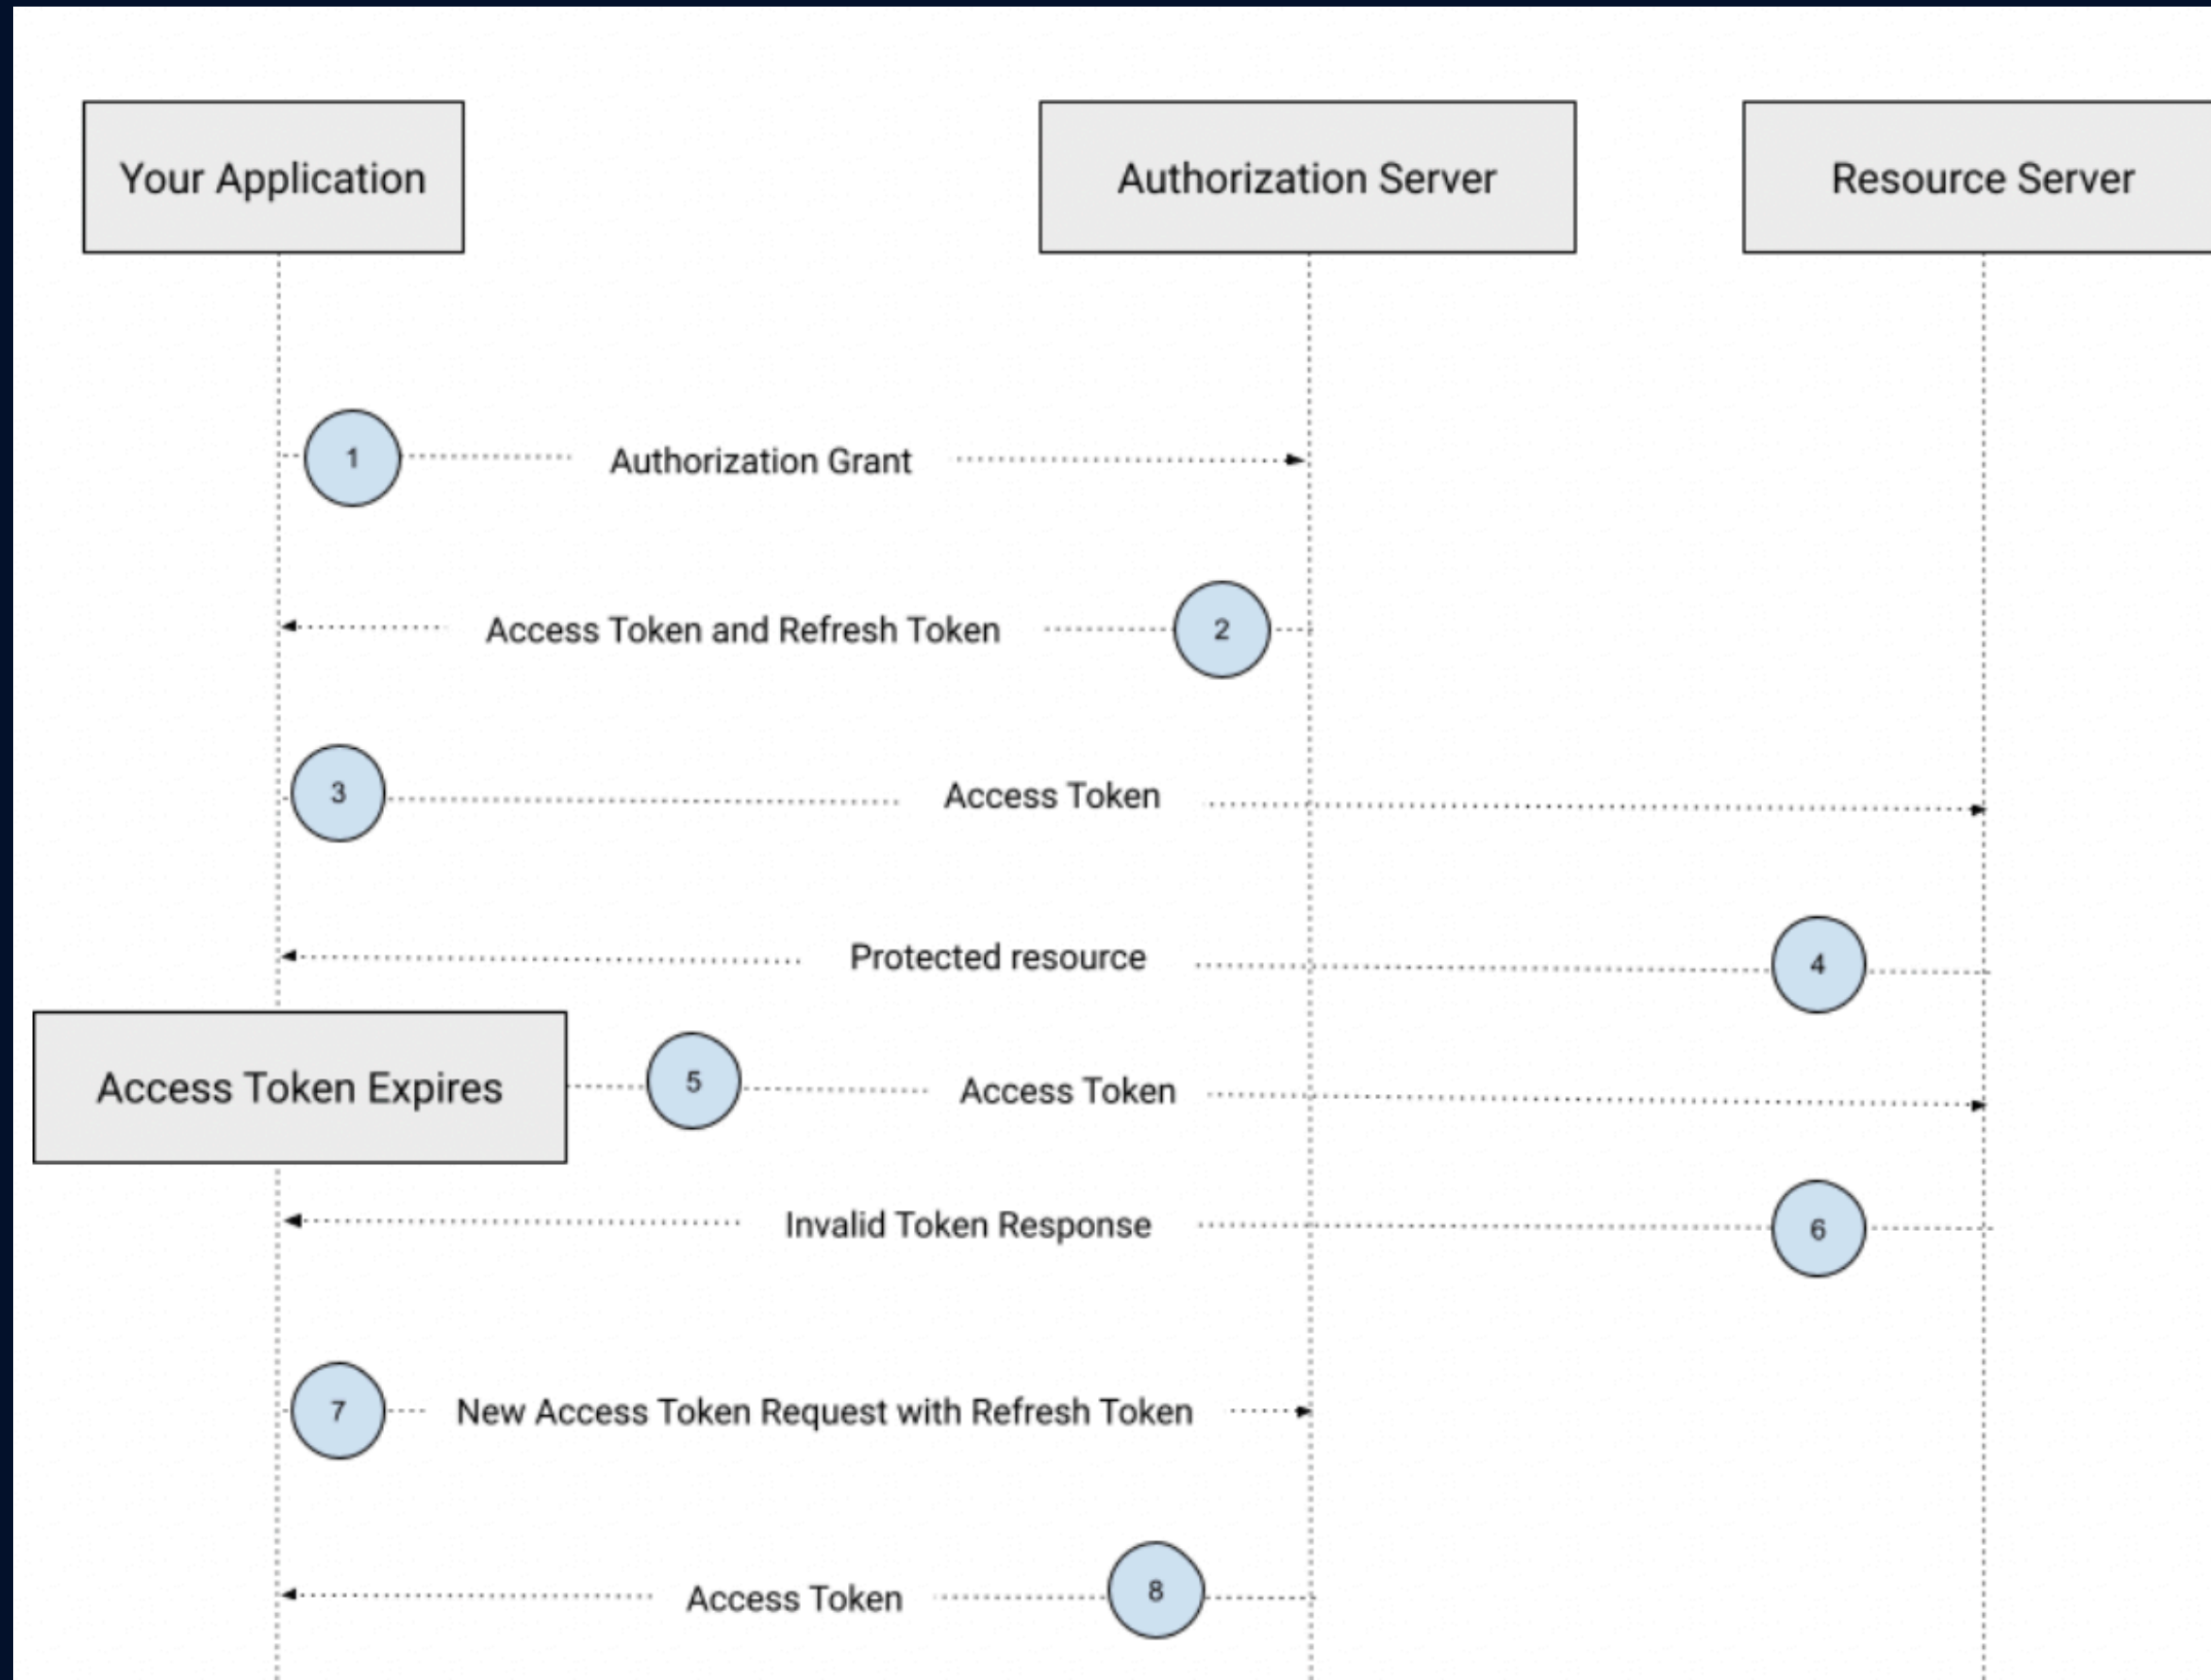 Your Application
Authorization Server
Resource Server
1
Authorization Grant
Access Token and Refresh Token
2
3
Access Token
Protected resource
4
Access Token Expires
5
Access Token
Invalid Token Response
6
7
New Access Token Request with Refresh Token
Access Token
8